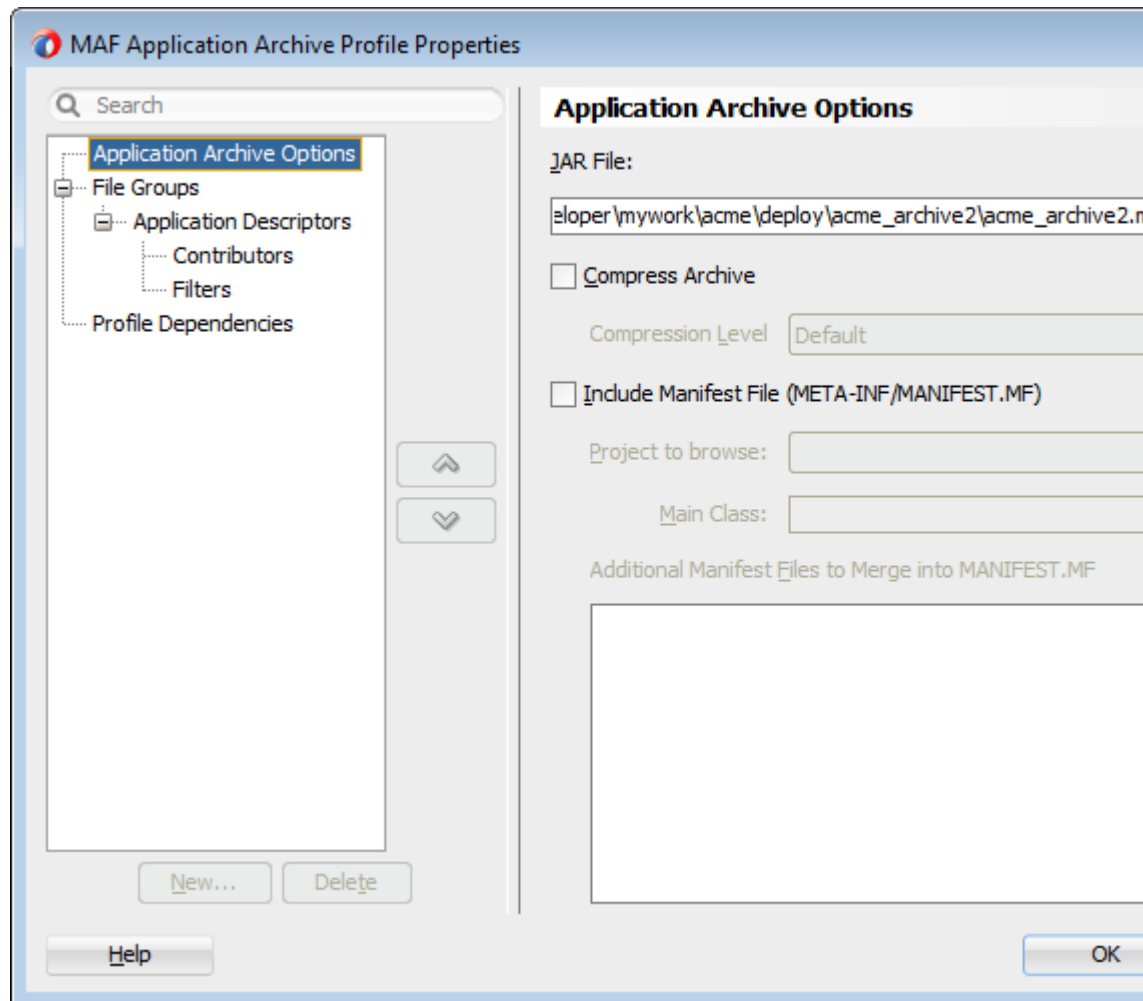 MAF Application Archive Profile Properties
Search
Application Archive Options
File Groups
Application Descriptors
Contributors
Filters
Profile Dependencies
New...
Delete
Help
Application Archive Options
JAR File:
eloper\mywork\acme\deploy\acme_archive2\acme_archive2.m
Compress Archive
Compression Level Default
Include Manifest File (META-INF/MANIFEST.MF)
Project to browse:
Main Class:
Additional Manifest Files to Merge into MANIFEST.MF
OK